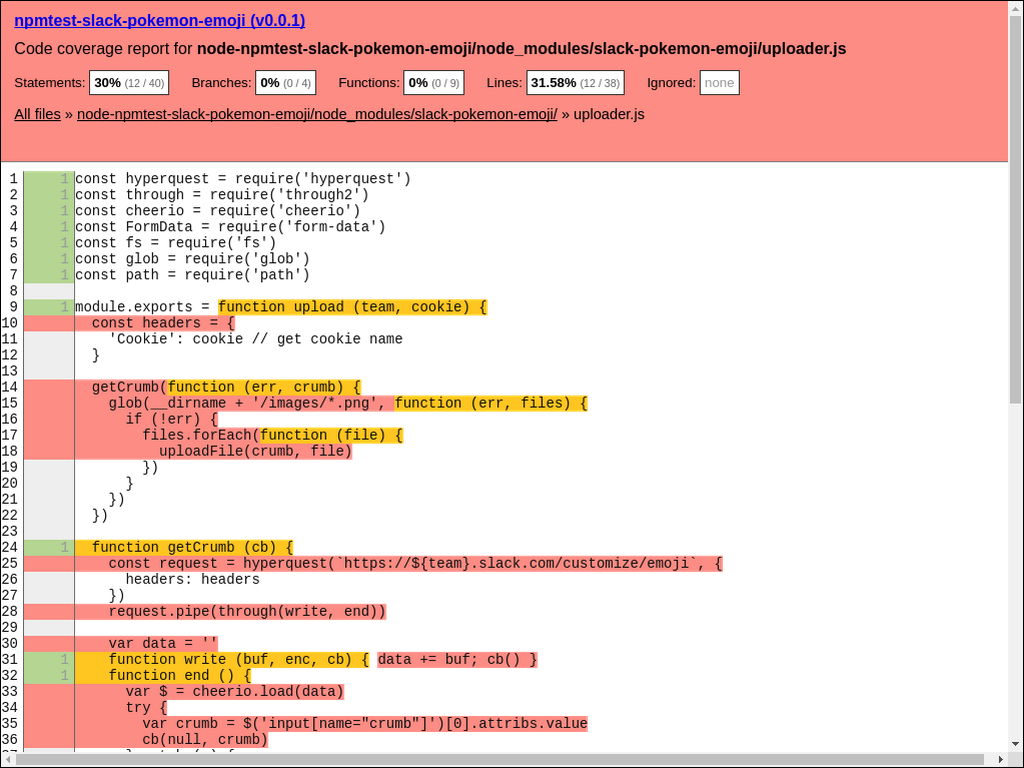 npmtest-slack-pokemon-emoji (v0.0.1)
Code coverage report for node-npmtest-slack-pokemon-emoji/node_modules/slack-pokemon-emoji/uploader.js
Statements: 30% (12 / 40) Branches: 0% (0 / 4) Functions: 0% (0 / 9) Lines: 31.58% (12 / 38) Ignored: none
All files » node-npmtest-slack-pokemon-emoji/node_modules/slack-pokemon-emoji/ » uploader.js
1 1 const hyperquest = require('hyperquest')
2 1 const through = require('through2')
3 1 const cheerio = require('cheerio')
4 1 const FormData = require('form-data')
5 1 const fs = require('fs')
6 1 const glob = require('glob')
7 1 const path = require('path')
8
9 1 module.exports = function upload (team, cookie) {
10 const headers = {
11 'Cookie': cookie // get cookie name
12 }
13
14 getCrumb(function (err, crumb) {
15 glob(__dirname + '/images/*.png', function (err, files) {
16 if (!err) {
17 files.forEach(function (file) {
18 uploadFile(crumb, file)
19 })
20 }
21 })
22 })
23
24 1 function getCrumb (cb) {
25 const request = hyperquest(`https://${team}.slack.com/customize/emoji`, {
26 headers: headers
27 })
28 request.pipe(through(write, end))
29
30 var data = ''
31 1 function write (buf, enc, cb) { data += buf; cb() }
32 1 function end () {
33 var $ = cheerio.load(data)
34 try {
35 var crumb = $('input[name="crumb"]')[0].attribs.value
36 cb(null, crumb)